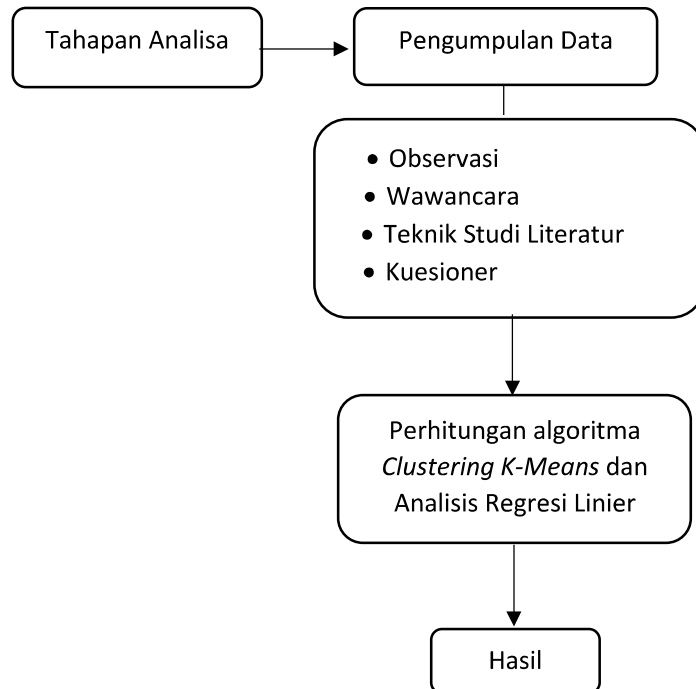 Tahapan Analisa
Pengumpulan Data
• Observasi
• Wawancara
• Teknik Studi Literatur
• Kuesioner
Perhitungan algoritma
Clustering K-Means dan
Analisis Regresi Linier
Hasil